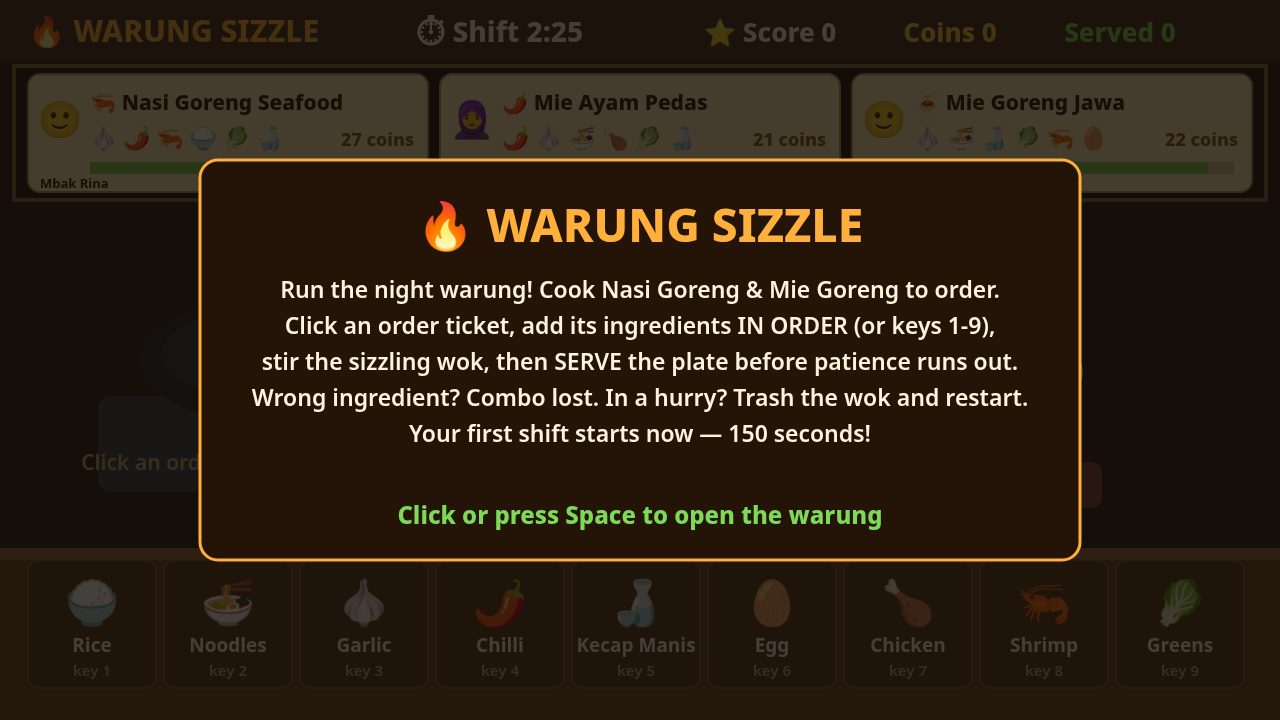 WARUNG SIZZLE
Shift 2:25
Score 0
Coins 0
Served 0
Nasi Goreng Seafood
27 coins
Mbak Rina
Mie Ayam Pedas
21 coins
Mie Goreng Jawa
22 coins
WARUNG SIZZLE
Run the night warung! Cook Nasi Goreng & Mie Goreng to order.
Click an order ticket, add its ingredients IN ORDER (or keys 1-9),
stir the sizzling wok, then SERVE the plate before patience runs out.
Wrong ingredient? Combo lost. In a hurry? Trash the wok and restart.
Your first shift starts now — 150 seconds!
Click or press Space to open the warung
Click an ord
Rice
key 1
Noodles
key 2
Garlic
key 3
Chilli
key 4
Kecap Manis
key 5
Egg
key 6
Chicken
key 7
Shrimp
key 8
Greens
key 9